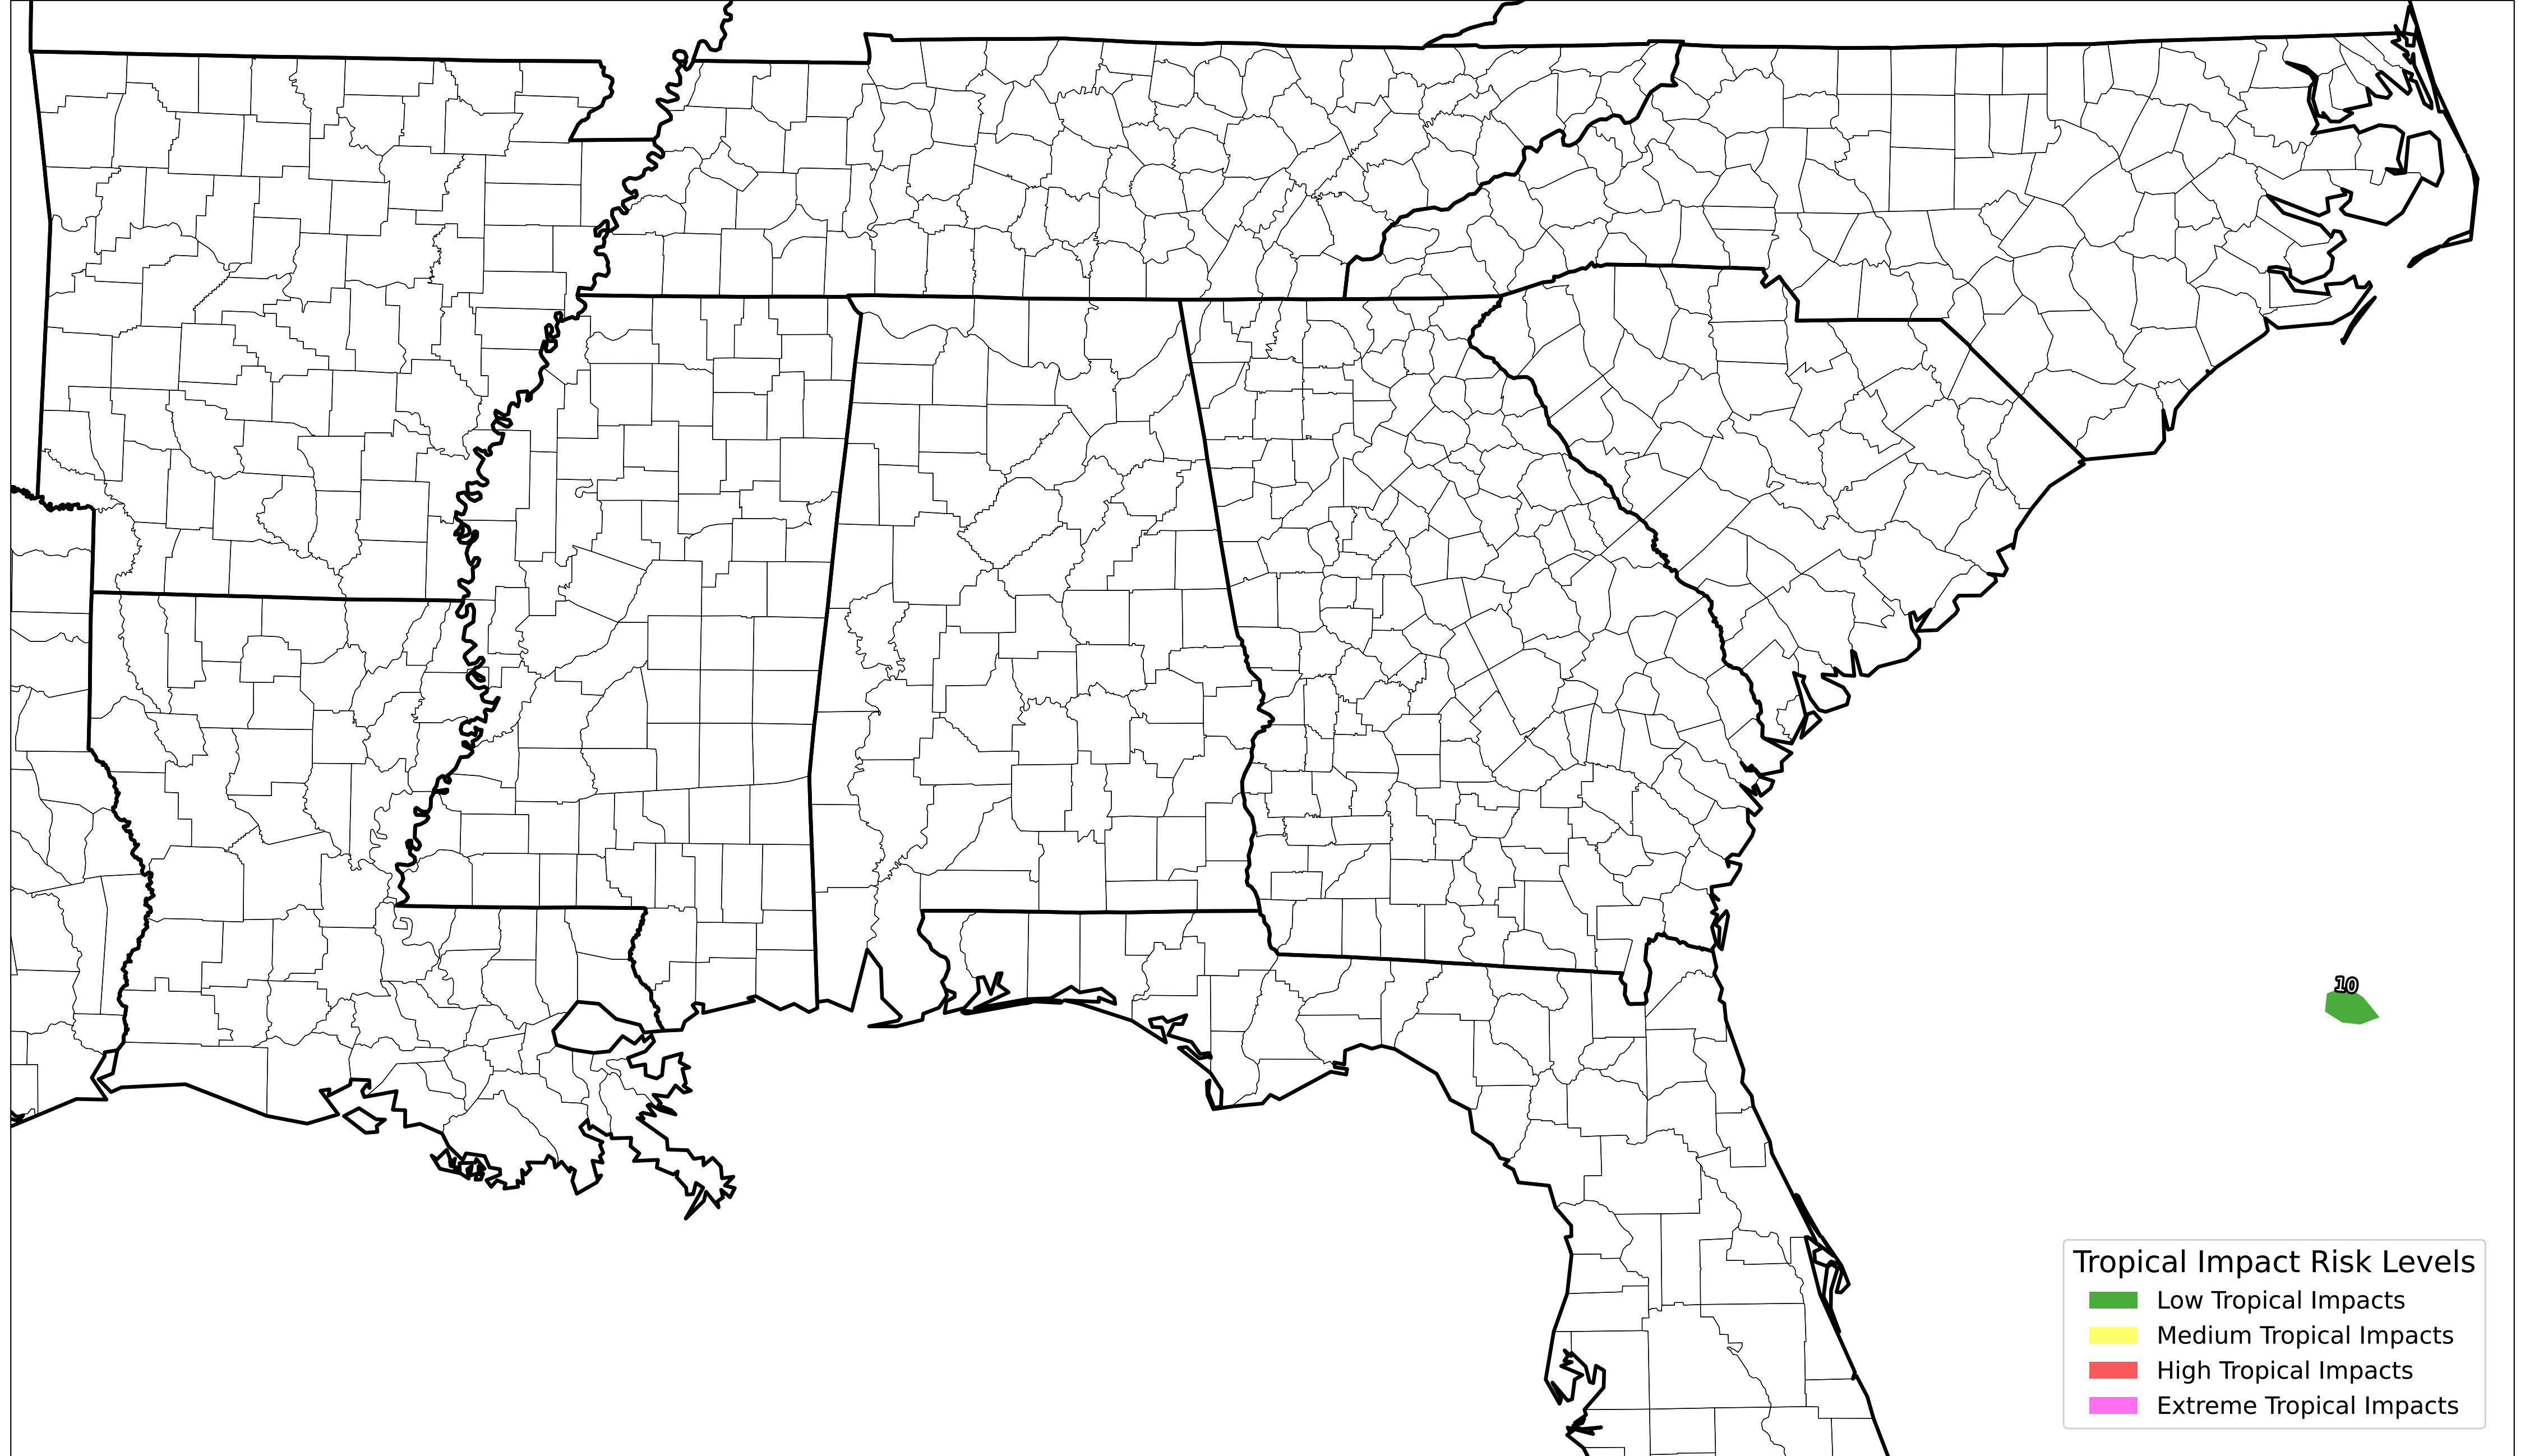 10
Tropical Impact Risk Levels
Low Tropical Impacts
Medium Tropical Impacts
High Tropical Impacts
Extreme Tropical Impacts